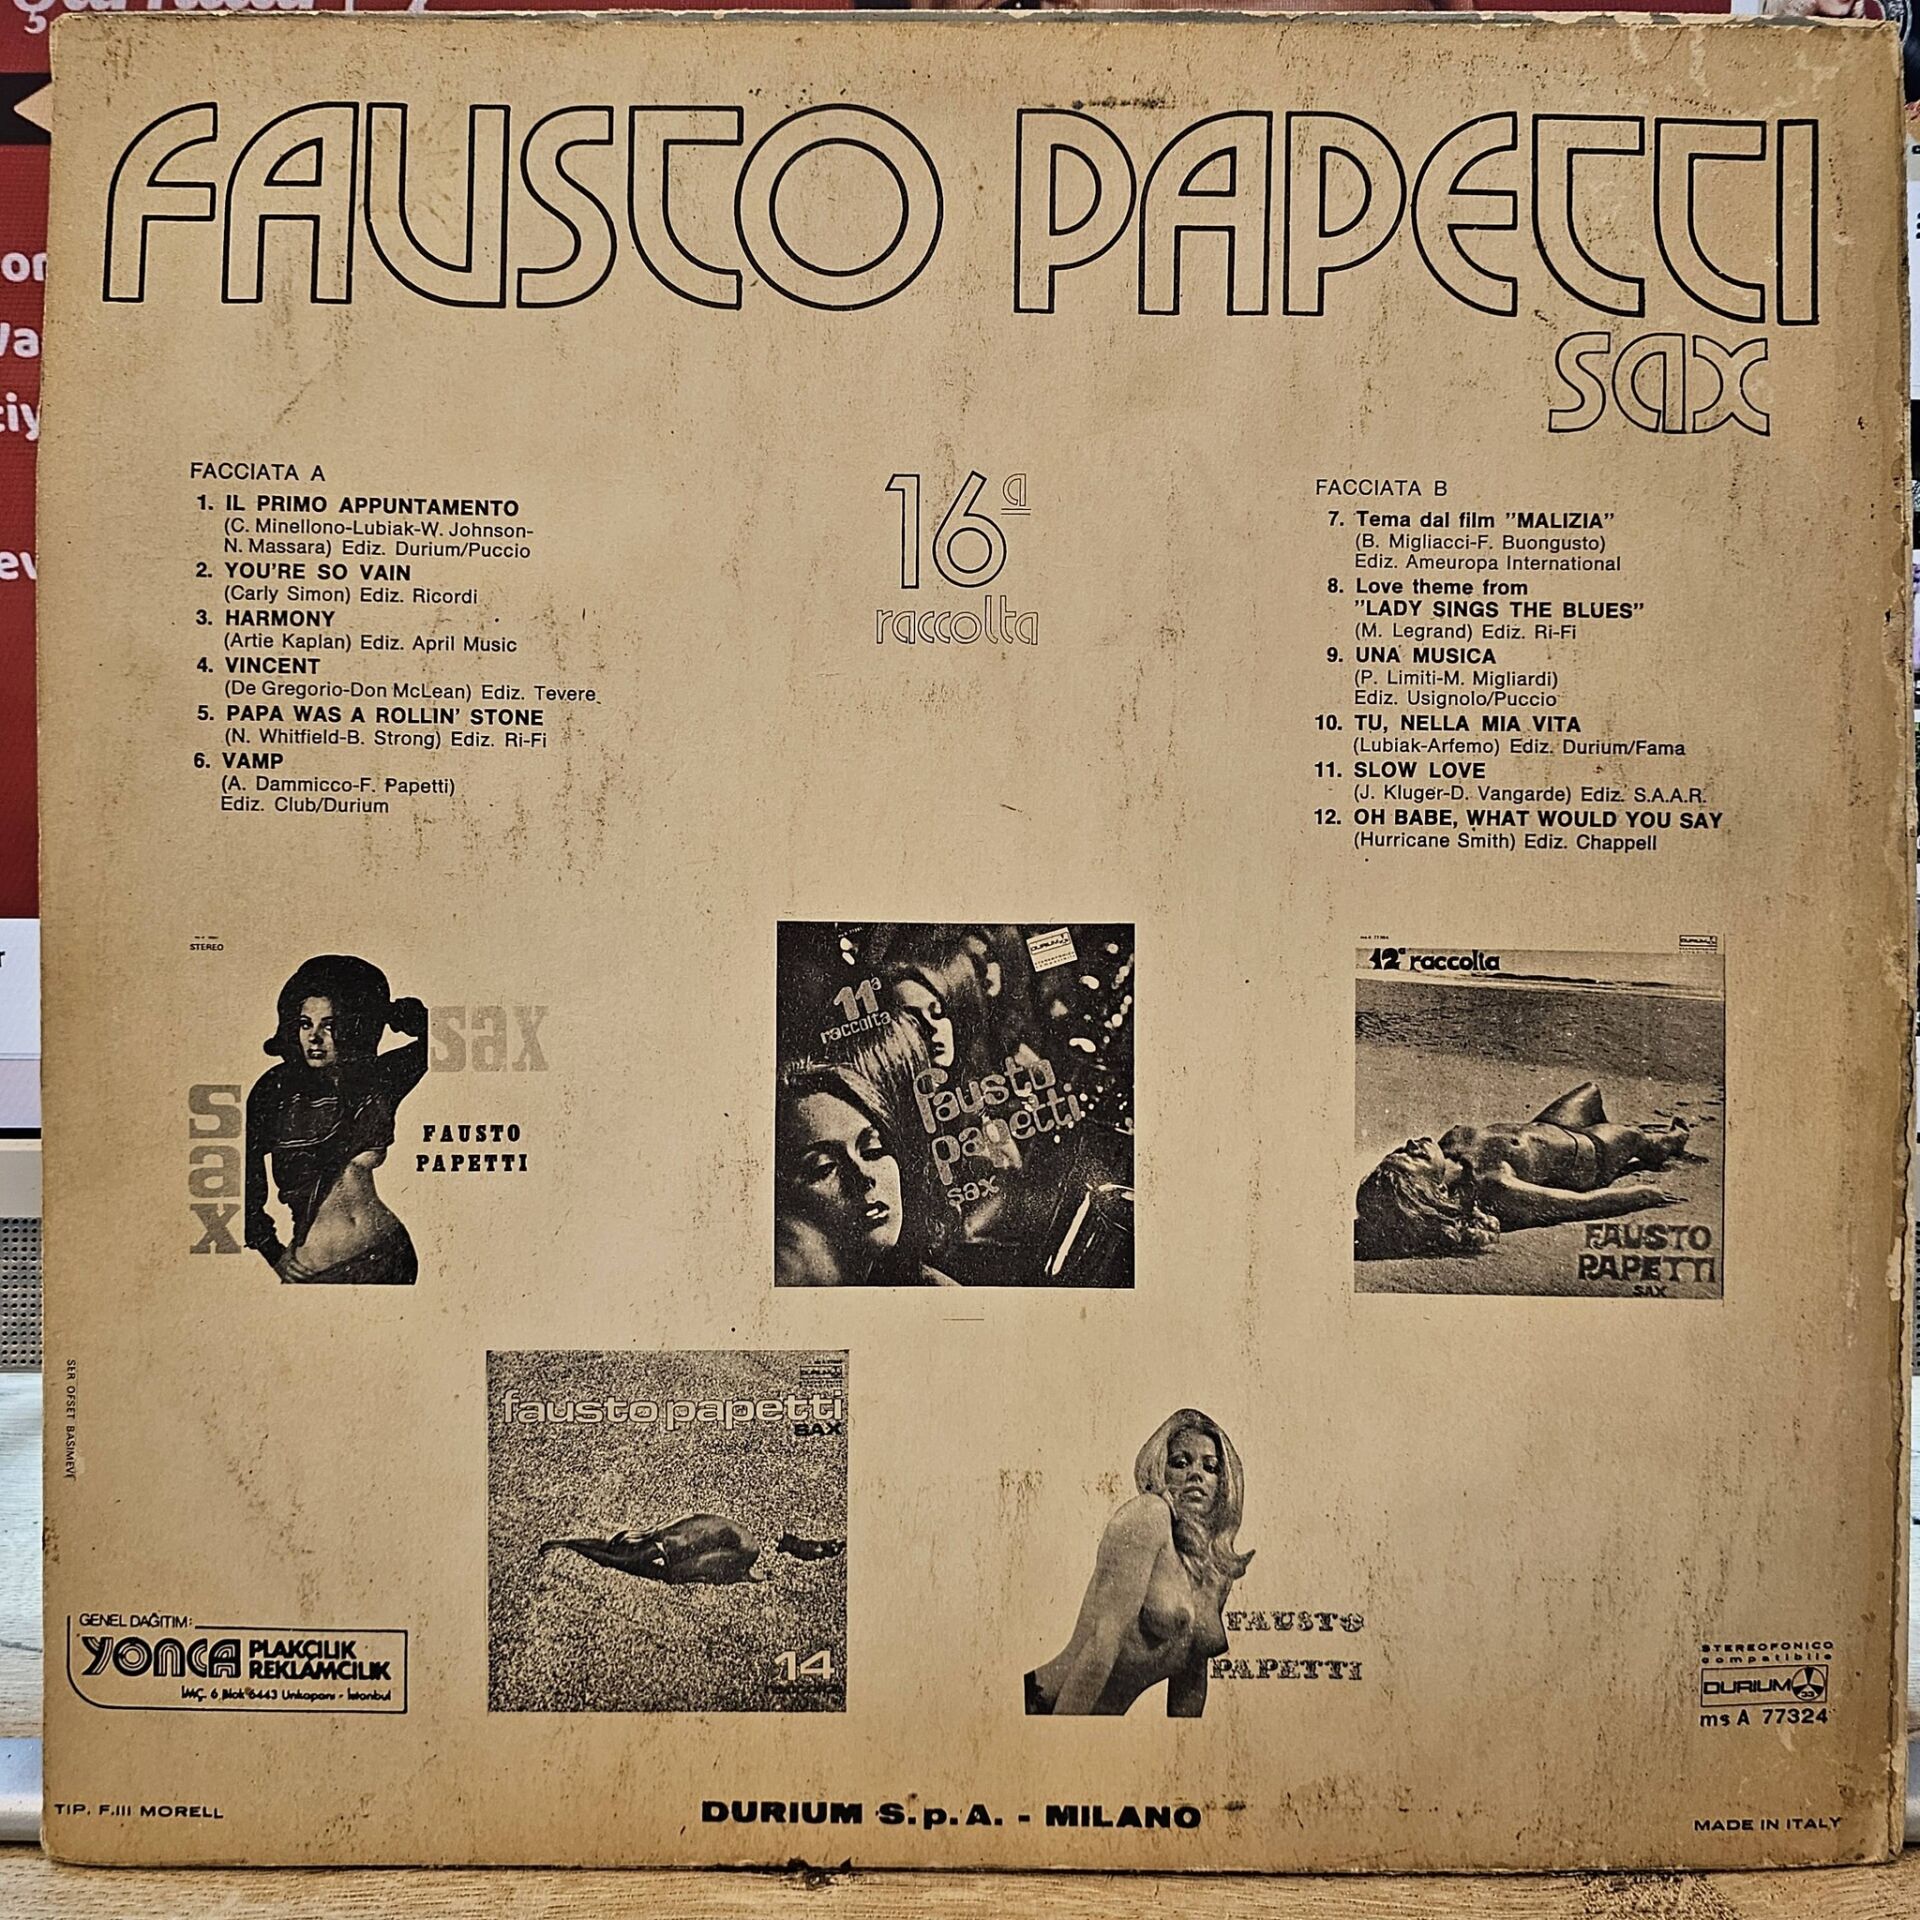 FAUSTO PAPETTI
sax
FACCIATA A
1. IL PRIMO APPUNTAMENTO
(C. Minellono-Lubiak-W. Johnson-
N. Massara) Ediz. Durium/Puccio
2. YOU'RE SO VAIN
(Carly Simon) Ediz. Ricordi
3. HARMONY
(Artie Kaplan) Ediz. April Music
4. VINCENT
(De Gregorio-Don McLean) Ediz. Tevere
5. PAPA WAS A ROLLIN' STONE
(N. Whitfield-B. Strong) Ediz. Ri-Fi
6. VAMP
(A. Dammicco-F. Papetti)
Ediz. Club/Durium
16ª
raccolta
FACCIATA B
7. Tema dal film "MALIZIA"
(B. Migliacci-F. Buongusto)
Ediz. Ameuropa International
8. Love theme from
"LADY SINGS THE BLUES"
(M. Legrand) Ediz. Ri-Fi
9. UNA MUSICA
(P. Limiti-M. Migliardi)
Ediz. Usignolo/Puccio
10. TU, NELLA MIA VITA
(Lubiak-Arfemo) Ediz. Durium/Fama
11. SLOW LOVE
(J. Kluger-D. Vangarde) Ediz. S.A.A.R.
12. OH BABE, WHAT WOULD YOU SAY
(Hurricane Smith) Ediz. Chappell
STEREO
sax
sax
FAUSTO
PAPETTI
DURIUM
11ª
raccolta
fausto
papetti
sax
12ª raccolta
FAUSTO
PAPETTI
SAX
fausto papetti
SAX
14
FAUSTO
PAPETTI
SER OFSET BASIMEVİ
GENEL DAĞITIM:
YONCA PLAKÇILIK
REKLAMCILIK
İMÇ. 6 Blok 6443 Unkapanı - İstanbul
STEREOFONICO
compatibile
DURIUM
33
ms A 77324
TIP. F.lli MORELL
DURIUM S.p.A. - MILANO
MADE IN ITALY